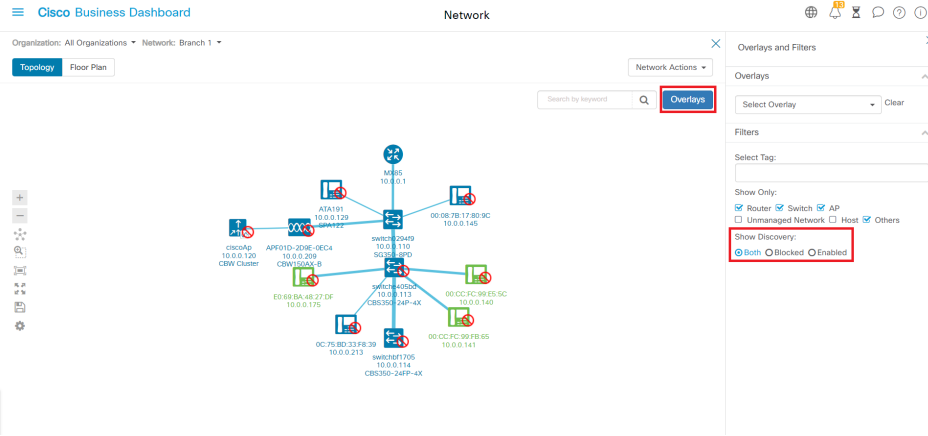 Cisco Business Dashboard
Network
13
Organization: All Organizations Network: Branch 1
Topology
Floor Plan
Network Actions
Search by keyword
Overlays
Overlays and Filters
Overlays
Select Overlay
Clear
Filters
Select Tag:
Show Only:
Router Switch AP
Unmanaged Network Host Others
Show Discovery:
Both Blocked Enabled
MX85
10.0.0.1
ATA191
10.0.0.129
SPA122
00:08:7B:17:80:9C
10.0.0.145
switch0294f9
10.0.0.110
SG350-8PD
ciscoAp
10.0.0.120
CBW Cluster
APF01D-2D9E-0EC4
10.0.0.209
CBW150AX-B
switche405bd
10.0.0.113
CBS350-24P-4X
E0:69:BA:48:27:DF
10.0.0.175
00:CC:FC:99:E5:5C
10.0.0.140
0C:75:BD:33:F8:39
10.0.0.213
00:CC:FC:99:FB:E5
10.0.0.141
switchbf1705
10.0.0.114
CBS350-24FP-4X